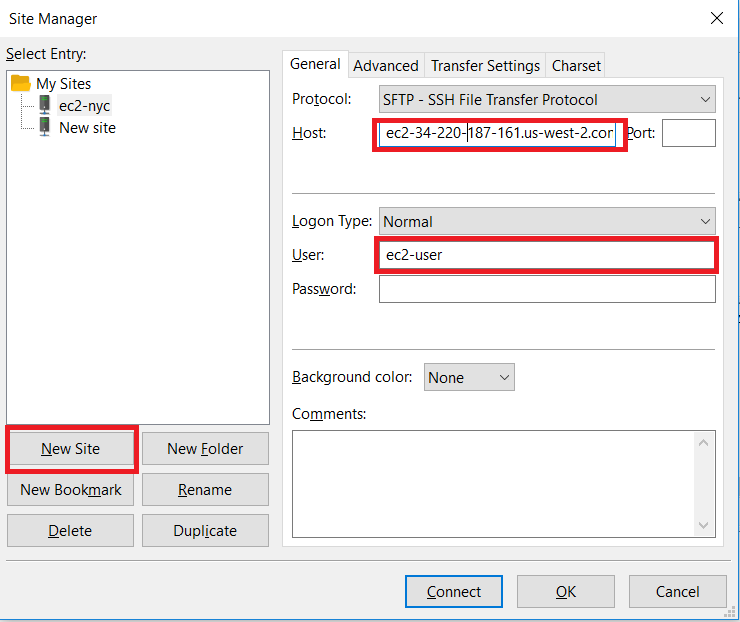 Site Manager
Select Entry:
My Sites
ec2-nyc
New site
New Site
New Folder
New Bookmark
Rename
Delete
Duplicate
General
Advanced
Transfer Settings
Charset
Protocol:
SFTP - SSH File Transfer Protocol
Host:
ec2-34-220-187-161.us-west-2.com
Port:
Logon Type:
Normal
User:
ec2-user
Password:
Background color:
None
Comments:
Connect
OK
Cancel